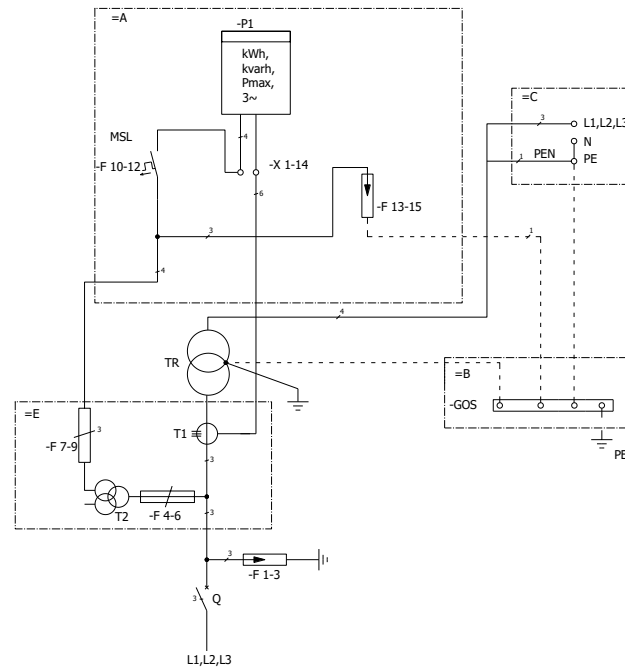 =A
-P1
kWh,
kvarh,
Pmax,
3~
=C
3
L1,L2,L3
MSL
4
N
-F 10-12
-X 1-14
1
PEN
PE
6
-F 13-15
3
1
4
4
TR
=B
=E
-GOS
T1
3
-F 7-9
3
PE
T2
-F 4-6
3
3
-F 1-3
3
Q
L1,L2,L3